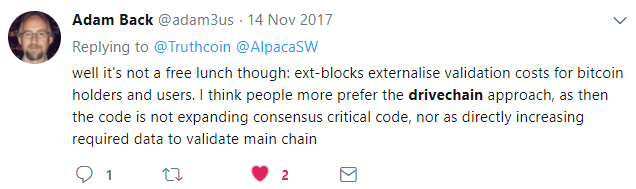 Adam Back @adam3us · 14 Nov 2017
Replying to @Truthcoin @AlpacaSW
well it's not a free lunch though: ext-blocks externalise validation costs for bitcoin
holders and users. I think people more prefer the drivechain approach, as then
the code is not expanding consensus critical code, nor as directly increasing
required data to validate main chain
1 2